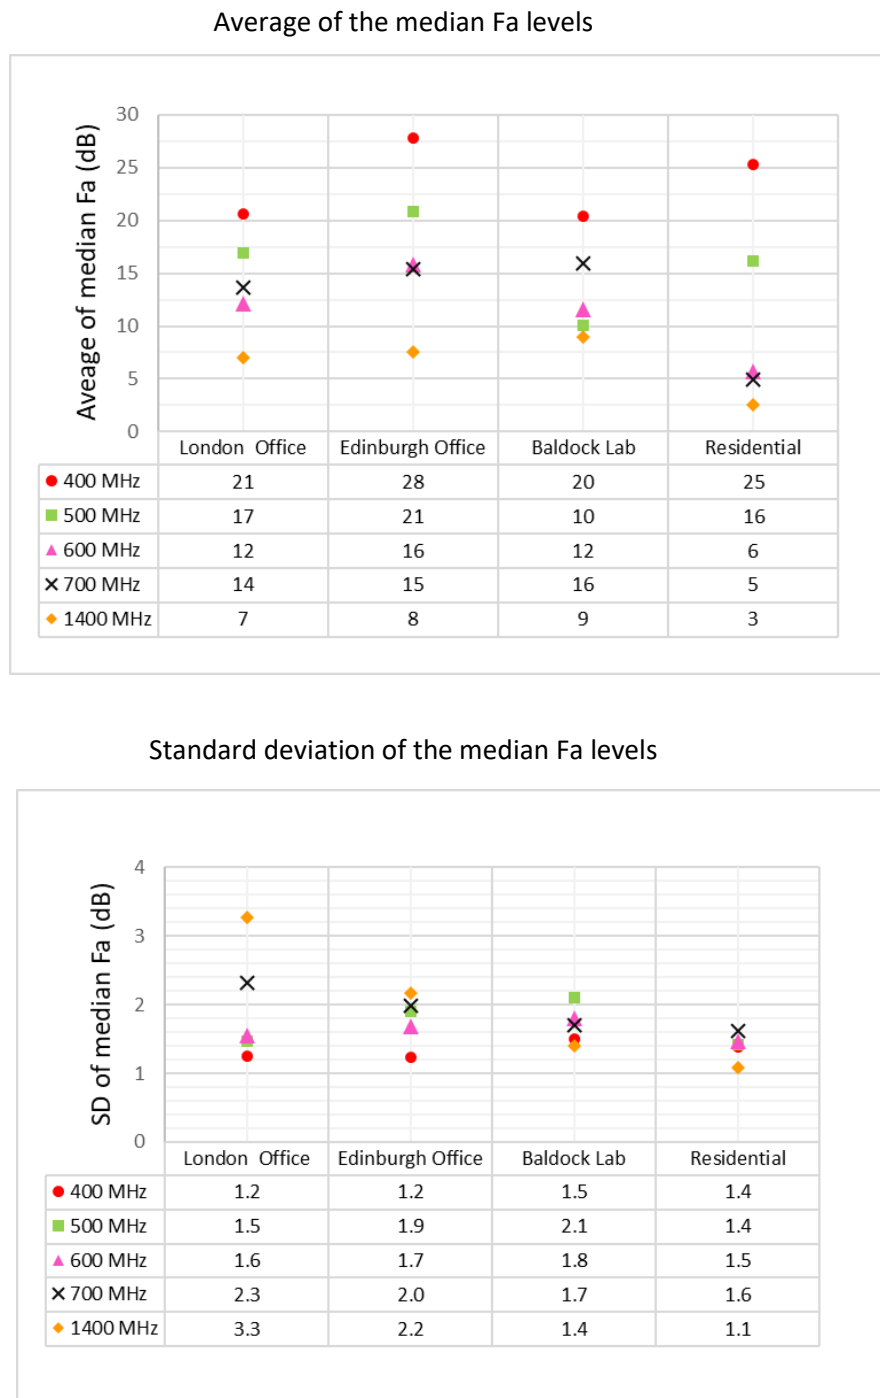 Average of the median Fa levels
Aveage of median Fa (dB)
30
25
20
15
10
5
0
London Office Edinburgh Office Baldock Lab Residential
400 MHz 21 28 20 25
500 MHz 17 21 10 16
600 MHz 12 16 12 6
700 MHz 14 15 16 5
1400 MHz 7 8 9 3
Standard deviation of the median Fa levels
SD of median Fa (dB)
4
3
2
1
0
London Office Edinburgh Office Baldock Lab Residential
400 MHz 1.2 1.2 1.5 1.4
500 MHz 1.5 1.9 2.1 1.4
600 MHz 1.6 1.7 1.8 1.5
700 MHz 2.3 2.0 1.7 1.6
1400 MHz 3.3 2.2 1.4 1.1